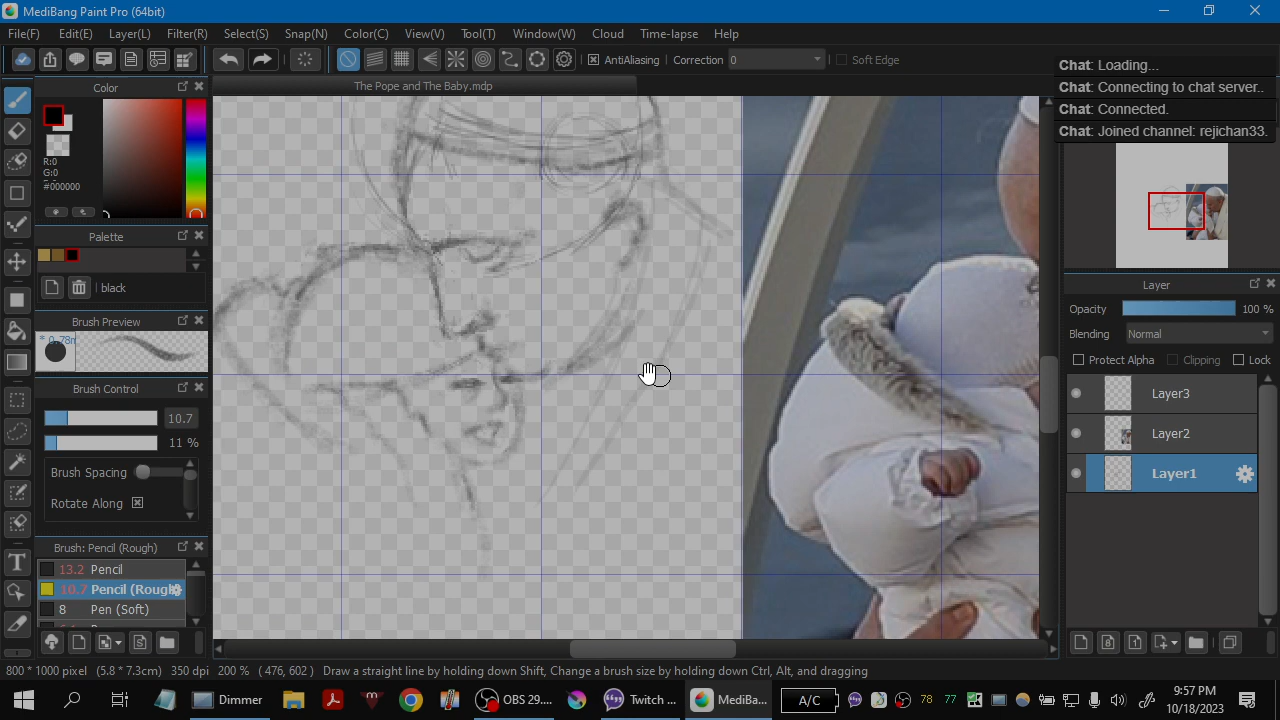 MediBang Paint Pro (64bit)
File(F) Edit(E) Layer(L) Filter(R) Select(S) Snap(N) Color(C) View(V) Tool(T) Window(W) Cloud Time-lapse Help
AntiAliasing Correction 0 Soft Edge
Color
The Pope and The Baby.mdp
Chat: Loading...
Chat: Connecting to chat server..
Chat: Connected.
Chat: Joined channel: rejichan33.
R:0
G:0
#000000
Palette
black
Brush Preview
* 0.78m
Brush Control
10.7
11 %
Brush Spacing
Rotate Along
Brush: Pencil (Rough)
13.2 Pencil
10.7 Pencil (Rough)
8 Pen (Soft)
Layer
Opacity 100 %
Blending Normal
Protect Alpha Clipping Lock
Layer3
Layer2
Layer1
800 * 1000 pixel (5.8 * 7.3cm) 350 dpi 200 % ( 476, 602 ) Draw a straight line by holding down Shift, Change a brush size by holding down Ctrl, Alt, and dragging
Dimmer OBS 29.... Twitch ... MediBa... A/C 78 77 9:57 PM
10/18/2023